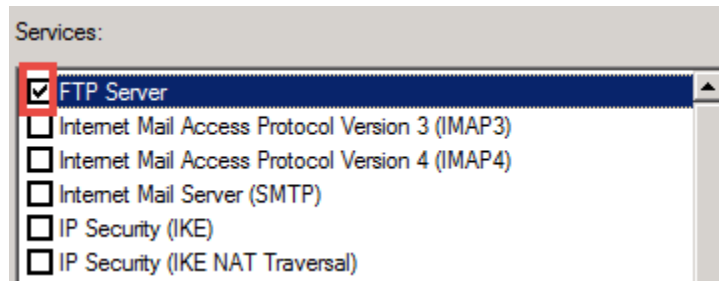 Services:
FTP Server
Internet Mail Access Protocol Version 3 (IMAP3)
Internet Mail Access Protocol Version 4 (IMAP4)
Internet Mail Server (SMTP)
IP Security (IKE)
IP Security (IKE NAT Traversal)